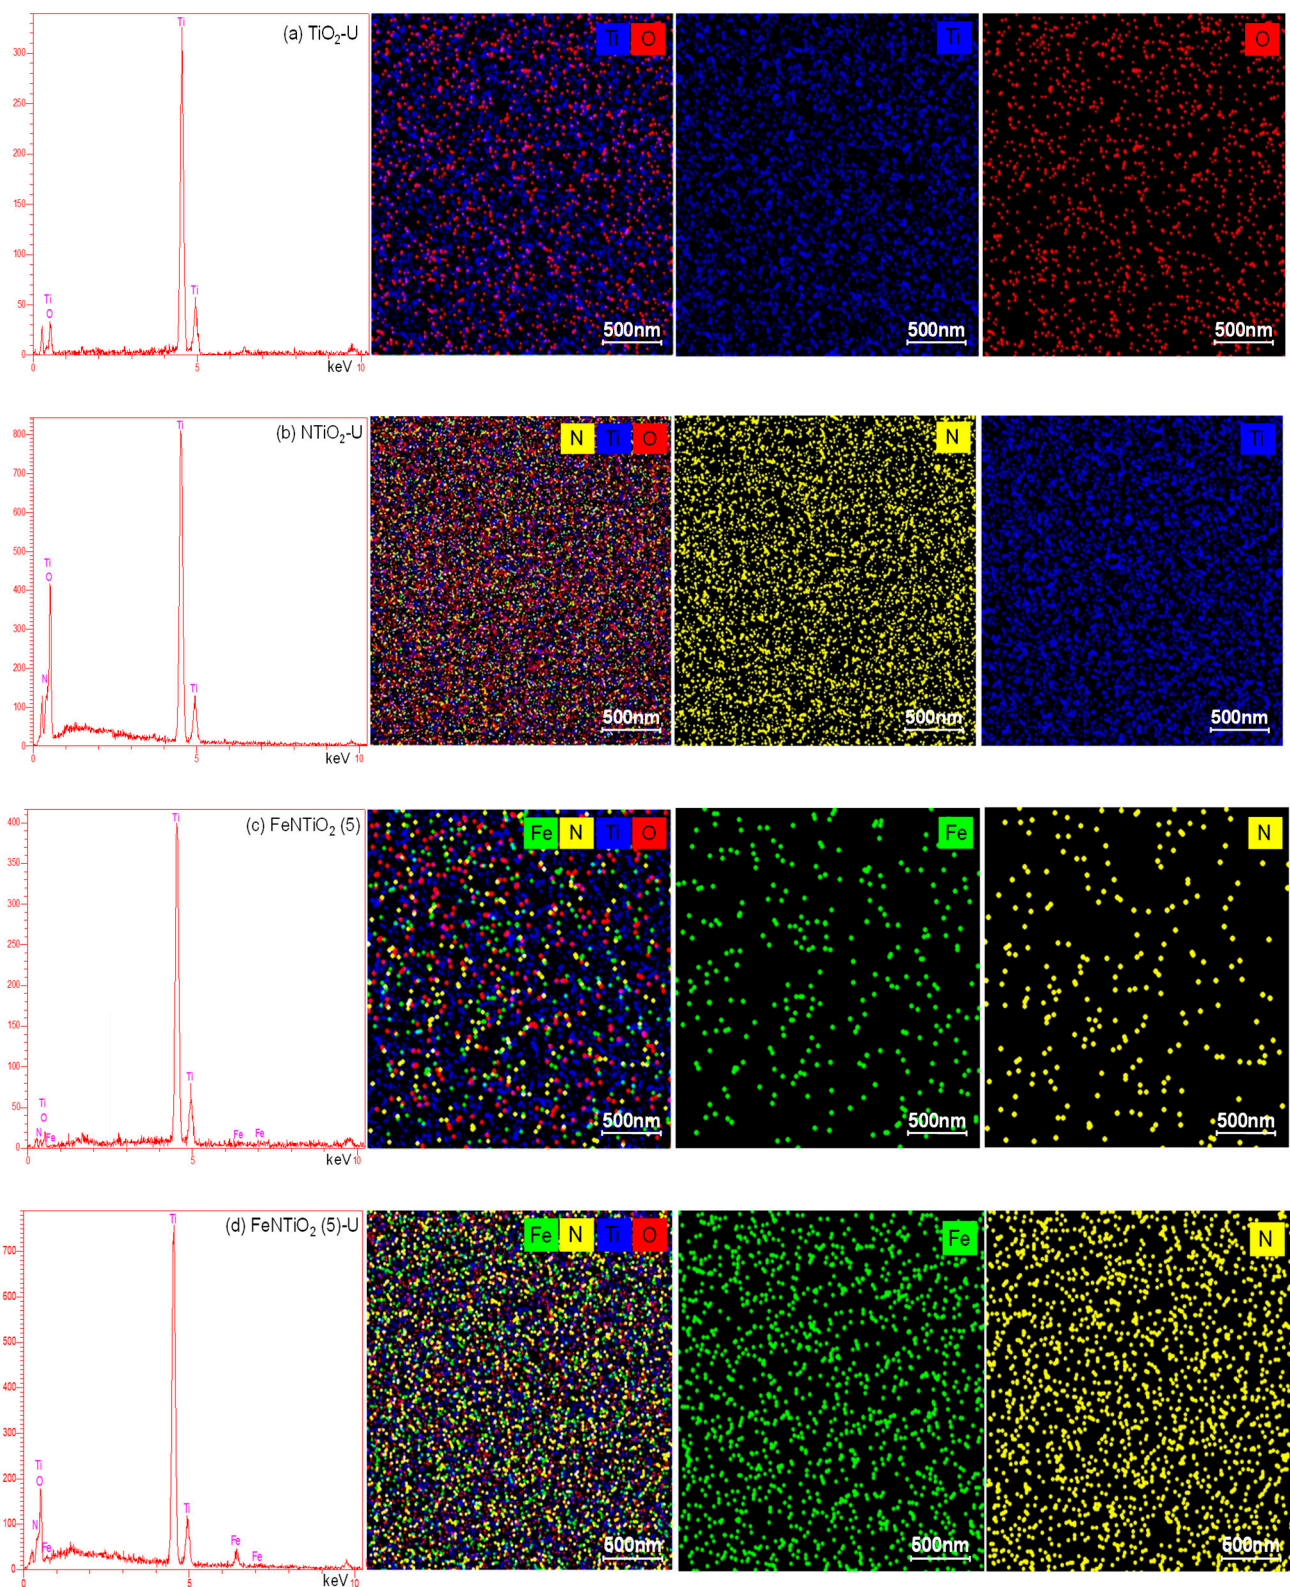 (a) TiO₂-U
Ti
Ti
Ti
O
300
250
200
150
100
50
0
0 5 keV 10
Ti O
500nm
Ti
500nm
O
500nm
(b) NTiO₂-U
Ti
Ti
Ti
O
N
800
700
600
500
400
300
200
100
0
0 5 keV 10
N Ti O
500nm
N
500nm
Ti
500nm
(c) FeNTiO₂ (5)
Ti
Ti
Ti
O
N Fe
Fe Fe
400
350
300
250
200
150
100
50
0
0 5 keV 10
Fe N Ti O
500nm
Fe
500nm
N
500nm
(d) FeNTiO₂ (5)-U
Ti
Ti
Ti
O
N
Fe
Fe
Fe
700
600
500
400
300
200
100
0
0 5 keV 10
Fe N Ti O
500nm
Fe
500nm
N
500nm